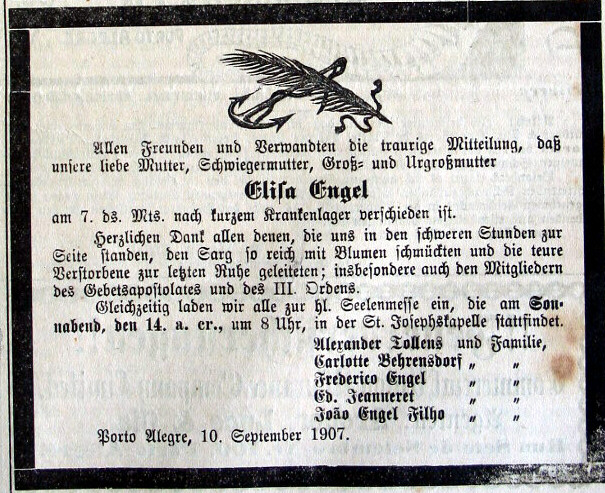 Allen Freunden und Verwandten die traurige Mitteilung, daß
unsere liebe Mutter, Schwiegermutter, Groß- und Urgroßmutter
Elisa Engel
am 7. ds. Mts. nach kurzem Krankenlager verschieden ist.
Herzlichen Dank allen denen, die uns in den schweren Stunden zur
Seite standen, den Sarg so reich mit Blumen schmückten und die teure
Verstorbene zur letzten Ruhe geleiteten; insbesondere auch den Mitgliedern
des Gebetsapostolates und des III. Ordens.
Gleichzeitig laden wir alle zur hl. Seelenmesse ein, die am Sonn-
abend, den 14. a. cr., um 8 Uhr, in der St. Josephskapelle stattfindet.
Alexander Tollens und Familie,
Carlotte Behrensdorf „ „
Frederico Engel „ „
Ed. Jeanneret „ „
João Engel Filho „ „
Porto Alegre, 10. September 1907.